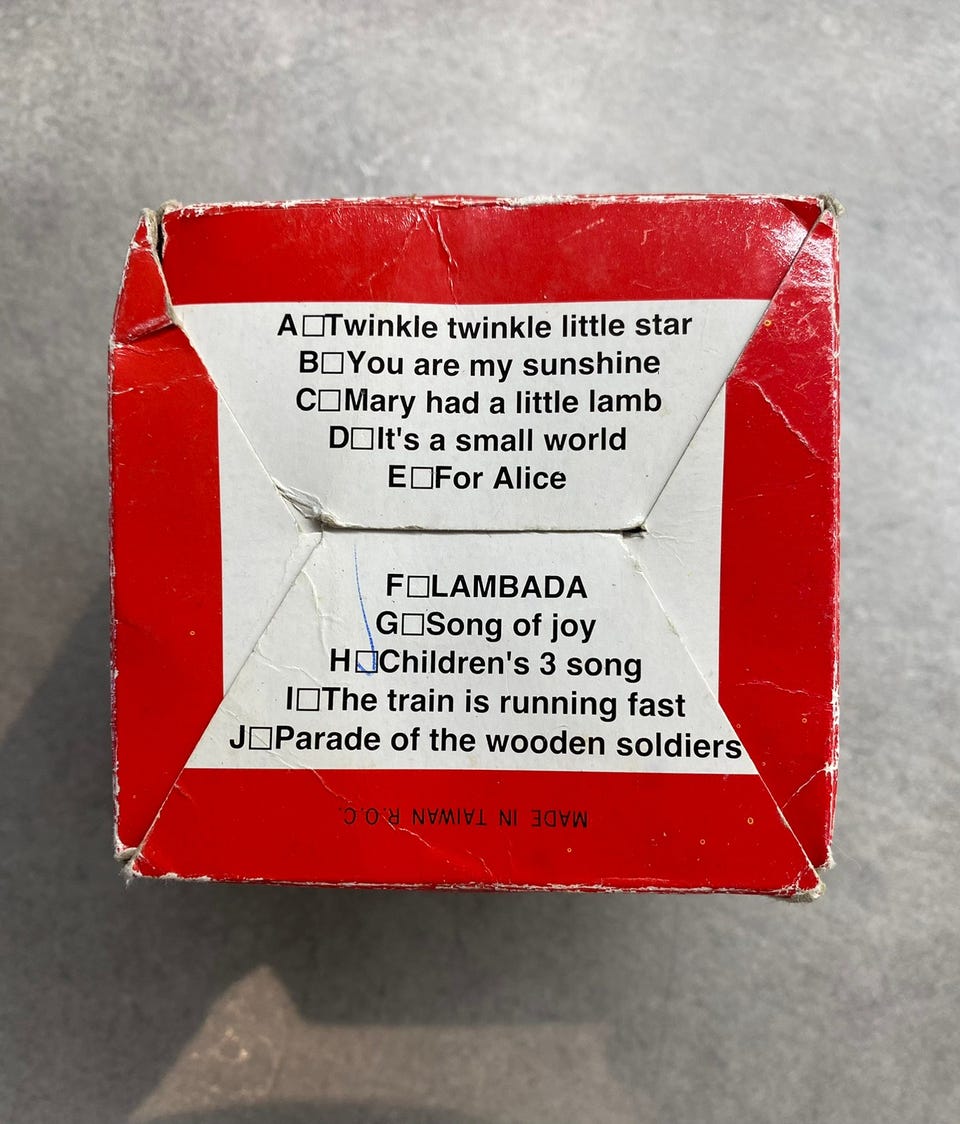 A□Twinkle twinkle little star
B□You are my sunshine
C□Mary had a little lamb
D□It's a small world
E□For Alice
F□LAMBADA
G□Song of joy
H□Children's 3 song
I□The train is running fast
J□Parade of the wooden soldiers
MADE IN TAIWAN R.O.C.